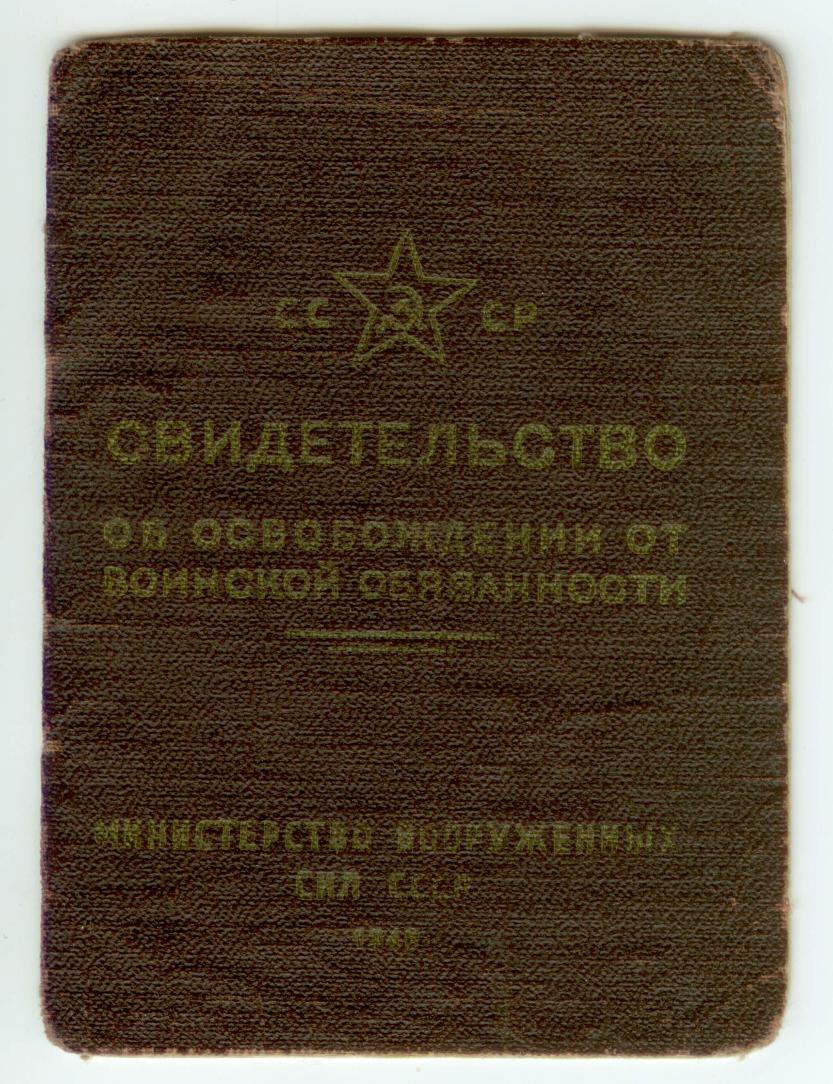 СС СР
СВИДЕТЕЛЬСТВО
ОБ ОСВОБОЖДЕНИИ ОТ
ВОИНСКОЙ ОБЯЗАННОСТИ
МИНИСТЕРСТВО ВООРУЖЕННЫХ
СИЛ СССР